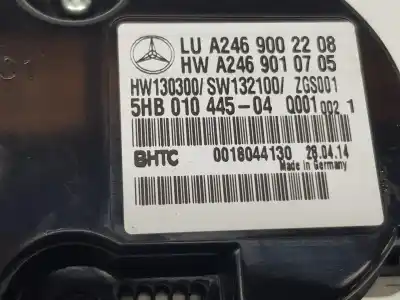 LU A246 900 22 08
HW A246 901 07 05
HW130300/SW132100/ ZGS001
5HB 010 445-04 Q001 002 1
BHTC 0018044130 28.04.14
Made in Germany